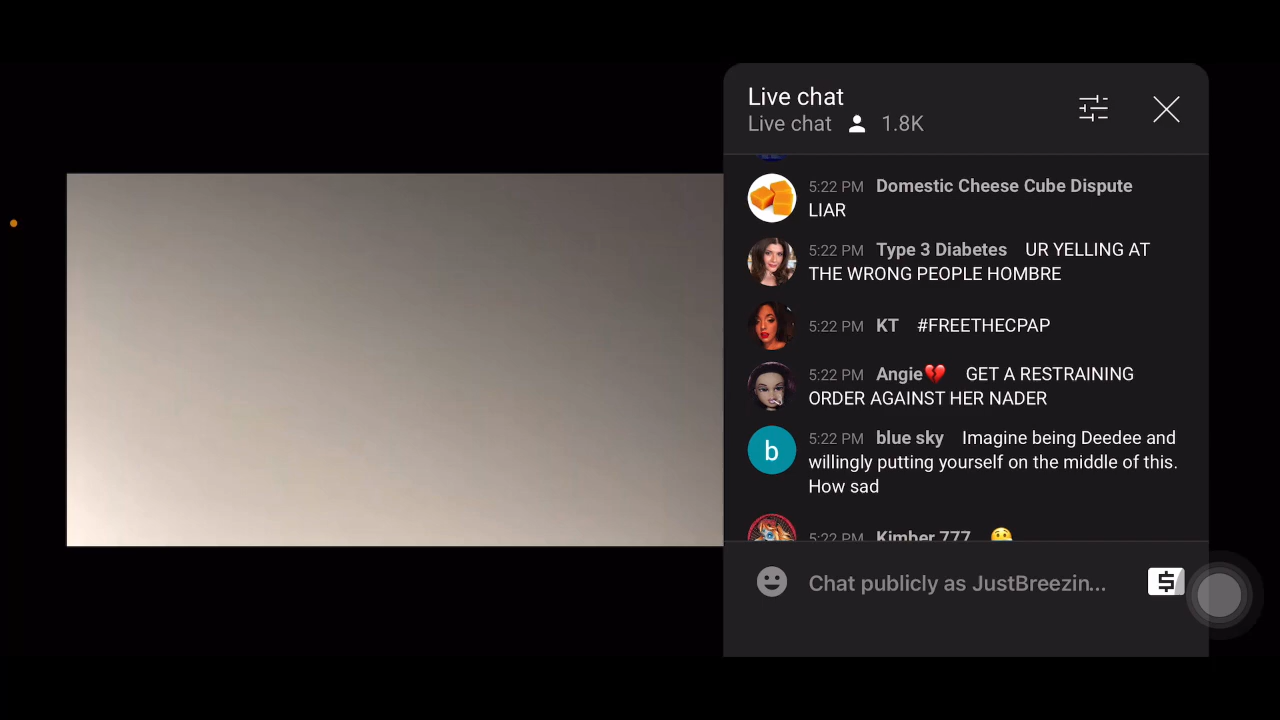 Live chat
Live chat 1.8K
5:22 PM Domestic Cheese Cube Dispute
LIAR
5:22 PM Type 3 Diabetes UR YELLING AT
THE WRONG PEOPLE HOMBRE
5:22 PM KT #FREETHECPAP
5:22 PM Angie💔 GET A RESTRAINING
ORDER AGAINST HER NADER
b 5:22 PM blue sky Imagine being Deedee and
willingly putting yourself on the middle of this.
How sad
5:22 PM Kimber 777
Chat publicly as JustBreezin... $